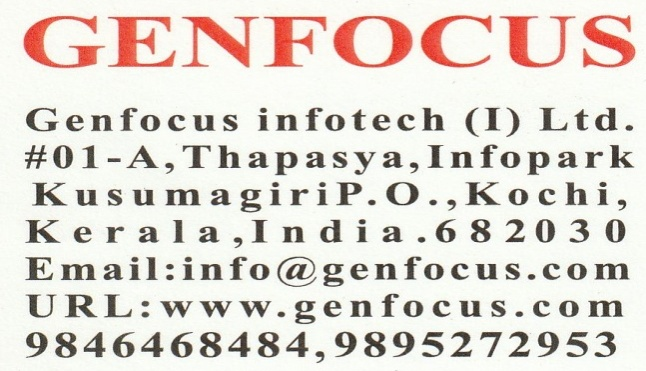 GENFOCUS
Genfocus infotech (I) Ltd.
#01-A,Thapasya,Infopark
KusumagiriP.O.,Kochi,
Kerala,India.682030
Email:info@genfocus.com
URL:www.genfocus.com
9846468484,9895272953